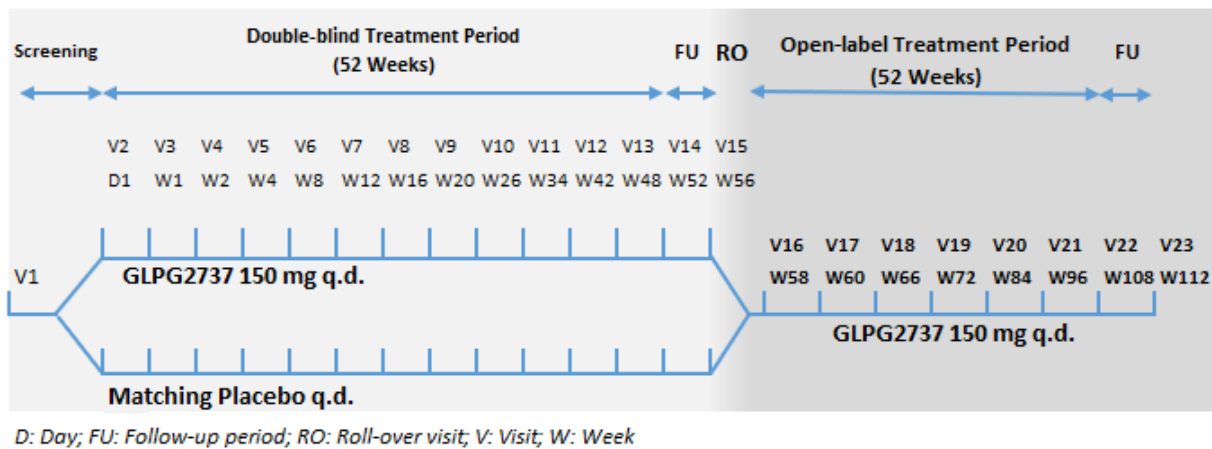 Screening
Double-blind Treatment Period
(52 Weeks)
FU
RO
Open-label Treatment Period
(52 Weeks)
FU
V2 V3 V4 V5 V6 V7 V8 V9 V10 V11 V12 V13 V14 V15
D1 W1 W2 W4 W8 W12 W16 W20 W26 W34 W42 W48 W52 W56
V16 V17 V18 V19 V20 V21 V22 V23
W58 W60 W66 W72 W84 W96 W108 W112
V1
GLPG2737 150 mg q.d.
GLPG2737 150 mg q.d.
Matching Placebo q.d.
D: Day; FU: Follow-up period; RO: Roll-over visit; V: Visit; W: Week